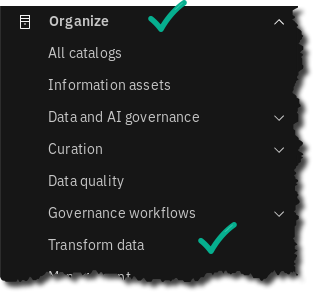 Organize
All catalogs
Information assets
Data and AI governance
Curation
Data quality
Governance workflows
Transform data